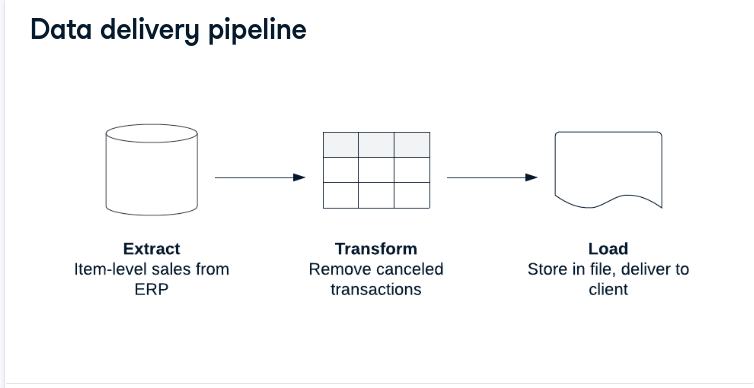 Data delivery pipeline
Extract
Item-level sales from
ERP
Transform
Remove canceled
transactions
Load
Store in file, deliver to
client